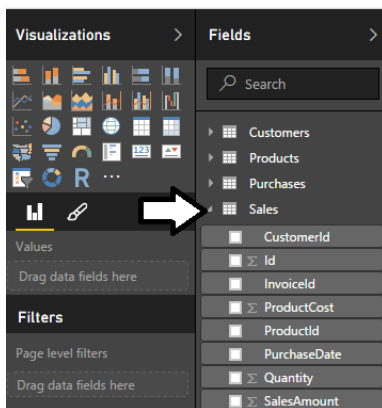 Visualizations
Values
Drag data fields here
Filters
Page level filters
Drag data fields here
Fields
Search
Customers
Products
Purchases
Sales
CustomerId
Σ Id
InvoiceId
Σ ProductCost
ProductId
PurchaseDate
Σ Quantity
Σ SalesAmount
R
123